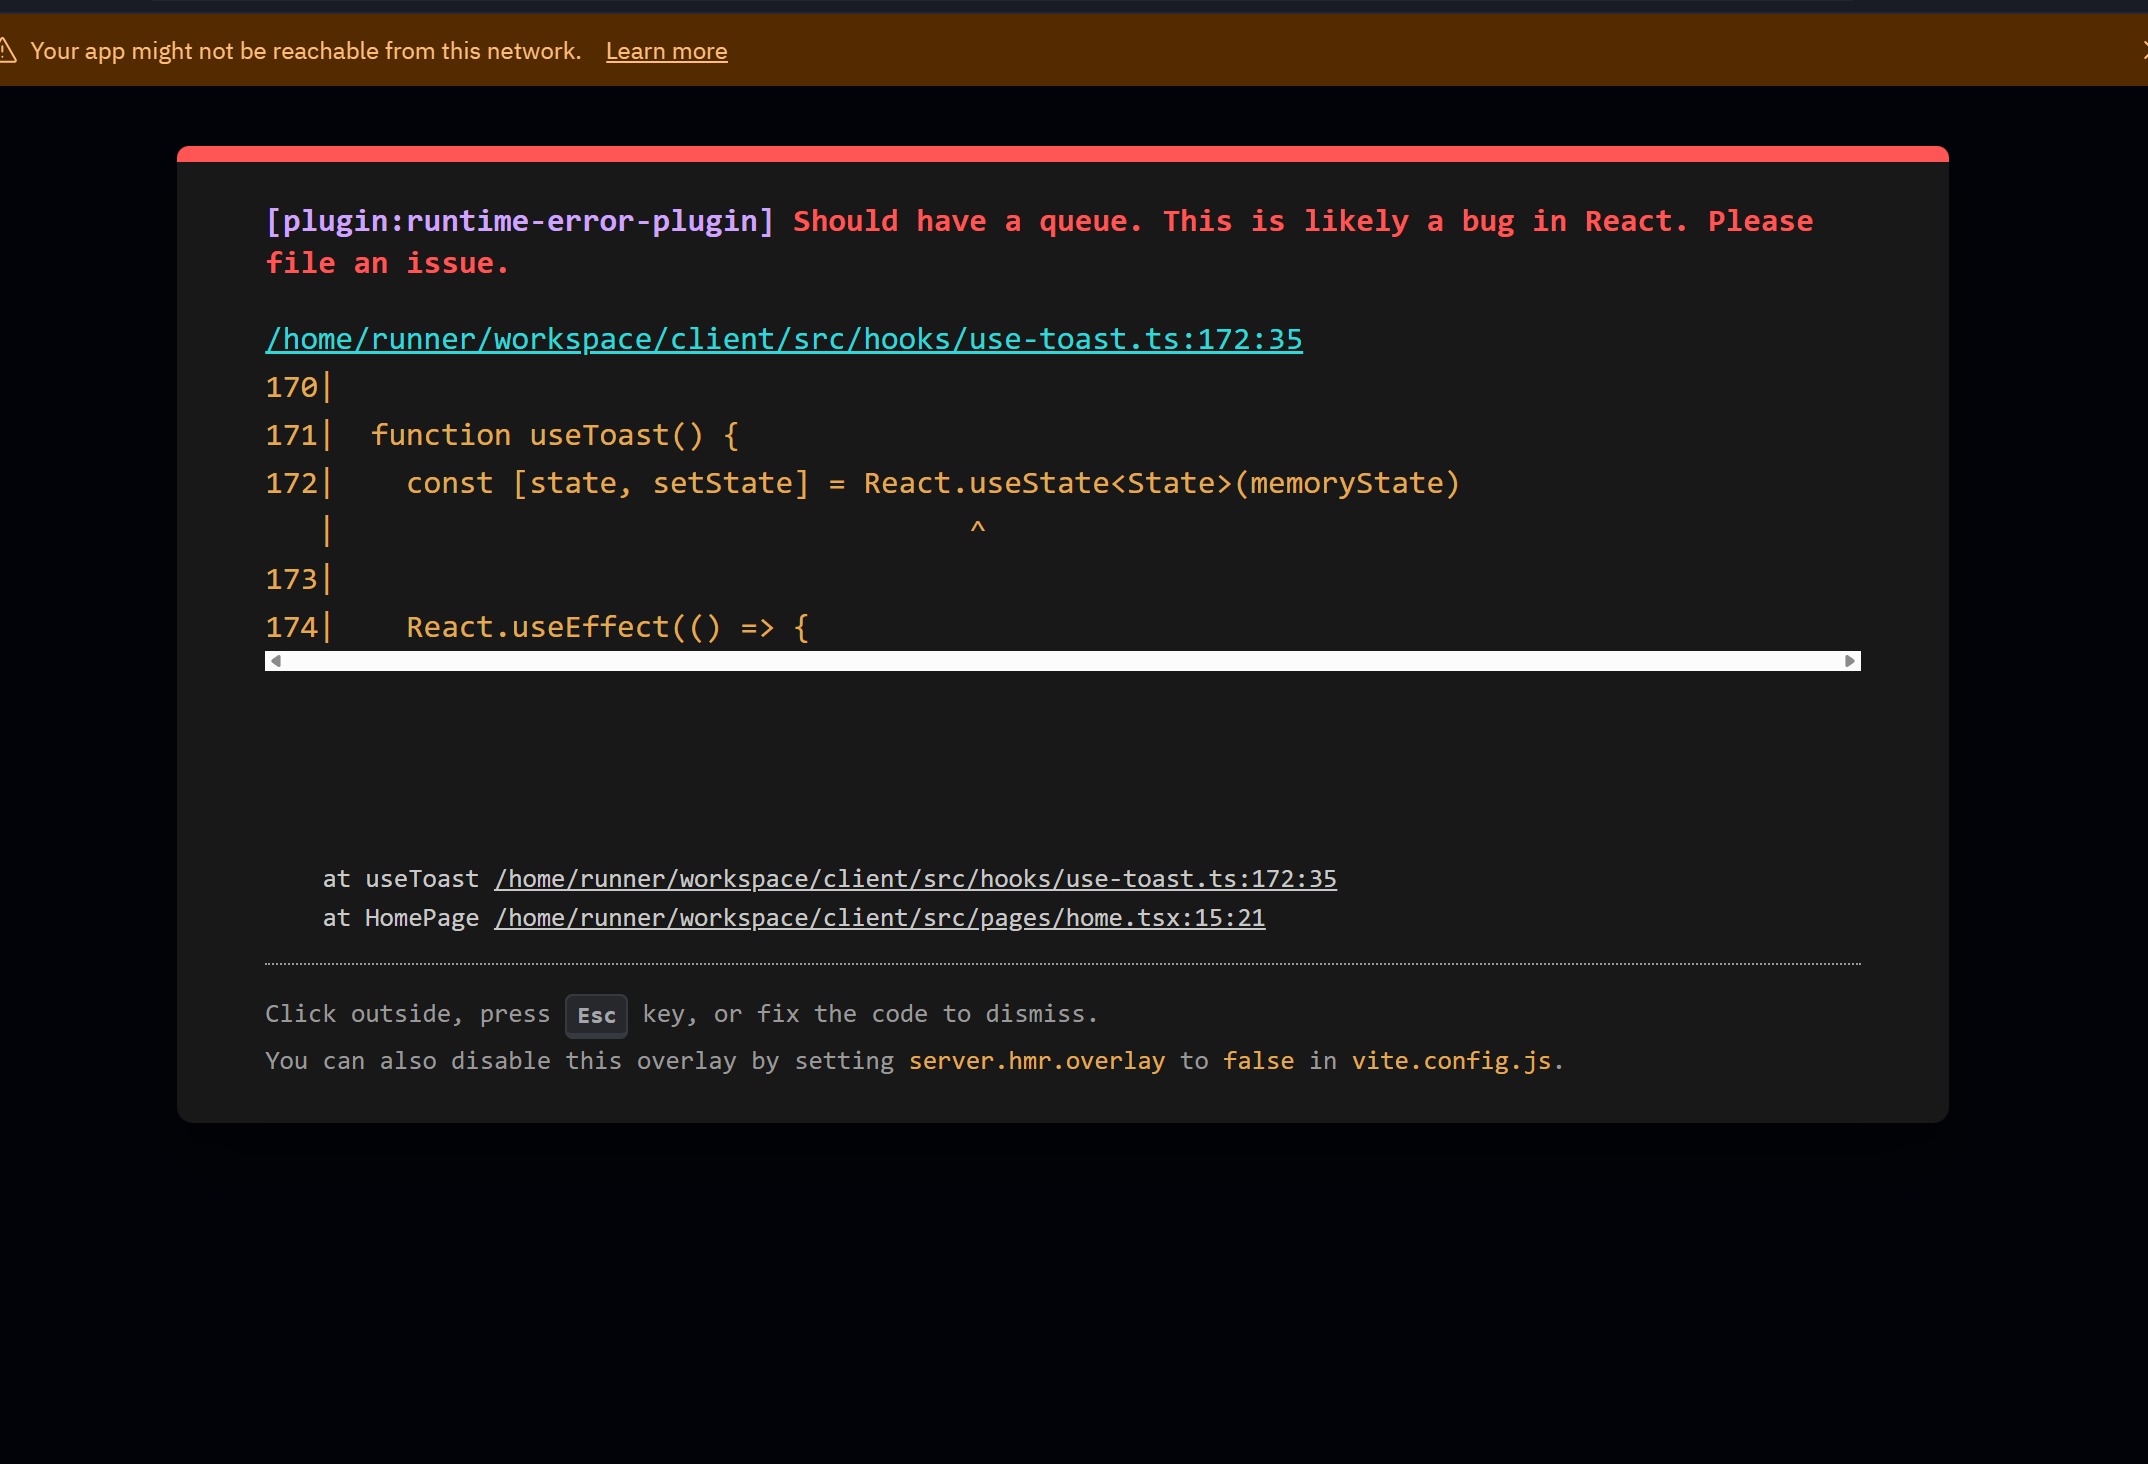 Your app might not be reachable from this network. Learn more
[plugin:runtime-error-plugin] Should have a queue. This is likely a bug in React. Please
file an issue.
/home/runner/workspace/client/src/hooks/use-toast.ts:172:35
170|
171|  function useToast() {
172|    const [state, setState] = React.useState<State>(memoryState)
   |                                     ^
173|
174|    React.useEffect(() => {
at useToast /home/runner/workspace/client/src/hooks/use-toast.ts:172:35
at HomePage /home/runner/workspace/client/src/pages/home.tsx:15:21
Click outside, press Esc key, or fix the code to dismiss.
You can also disable this overlay by setting server.hmr.overlay to false in vite.config.js.